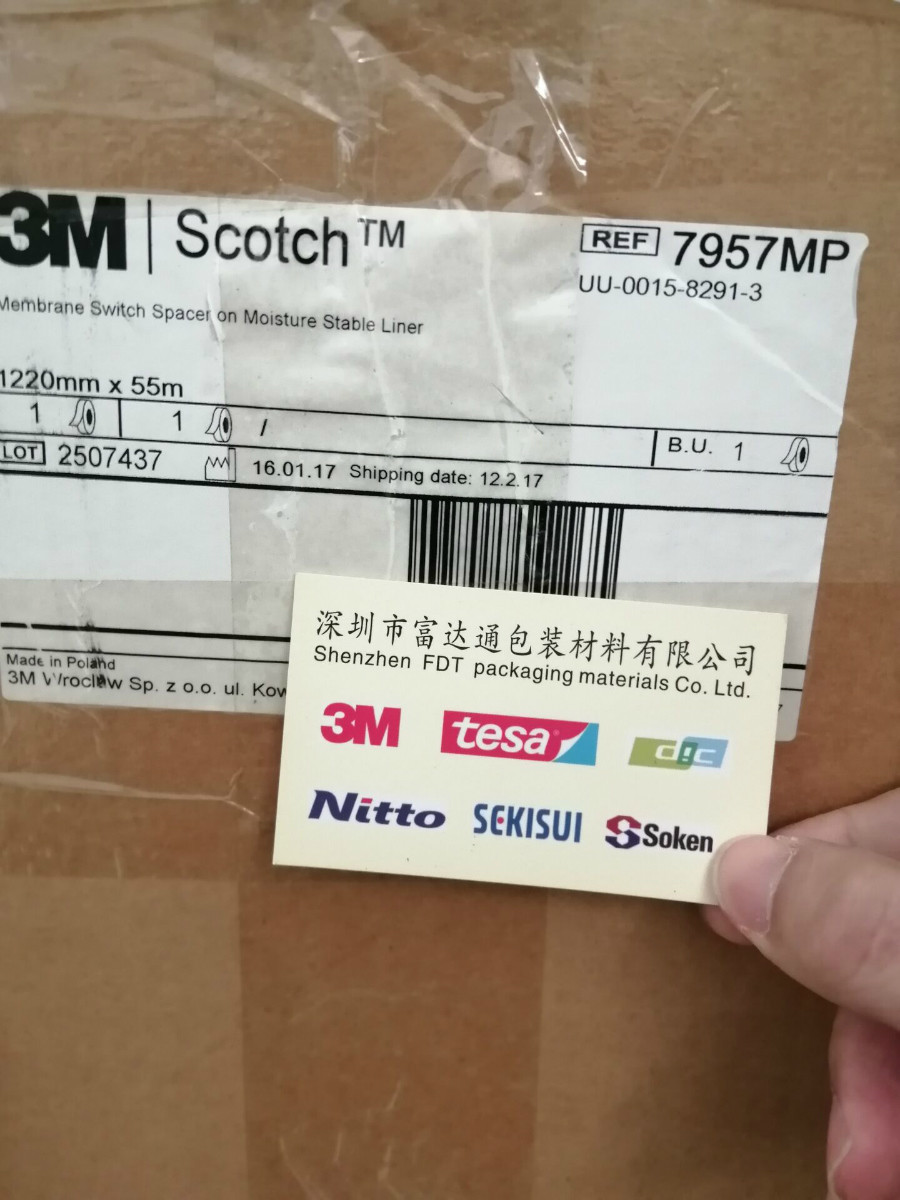 3M | Scotch™
REF 7957MP
UU-0015-8291-3
Membrane Switch Spacer on Moisture Stable Liner
1220mm x 55m
1 1 / B.U. 1
LOT 2507437 16.01.17 Shipping date: 12.2.17
Made in Poland
3M Wroclaw Sp. z o.o. ul.
深圳市富达通包装材料有限公司
Shenzhen FDT packaging materials Co. Ltd.
3M tesa dic
Nitto SEKISUI Soken